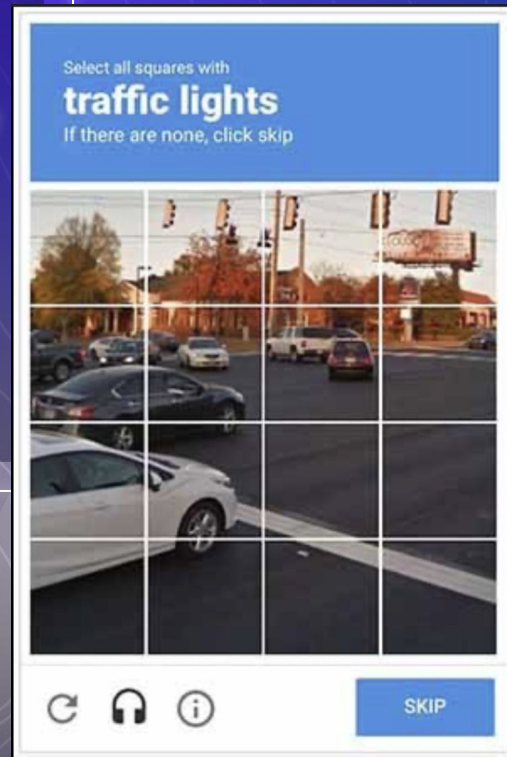 Select all squares with
traffic lights
If there are none, click skip
SKIP